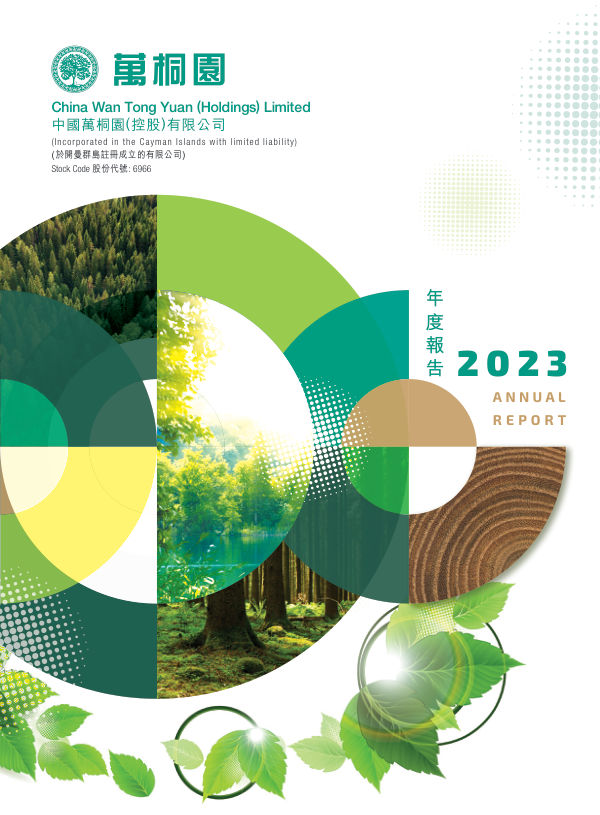 萬桐園
China Wan Tong Yuan (Holdings) Limited
中國萬桐園(控股)有限公司
(Incorporated in the Cayman Islands with limited liability)
(於開曼群島註冊成立的有限公司)
Stock Code 股份代號: 6966
年度報告
2023
ANNUAL
REPORT